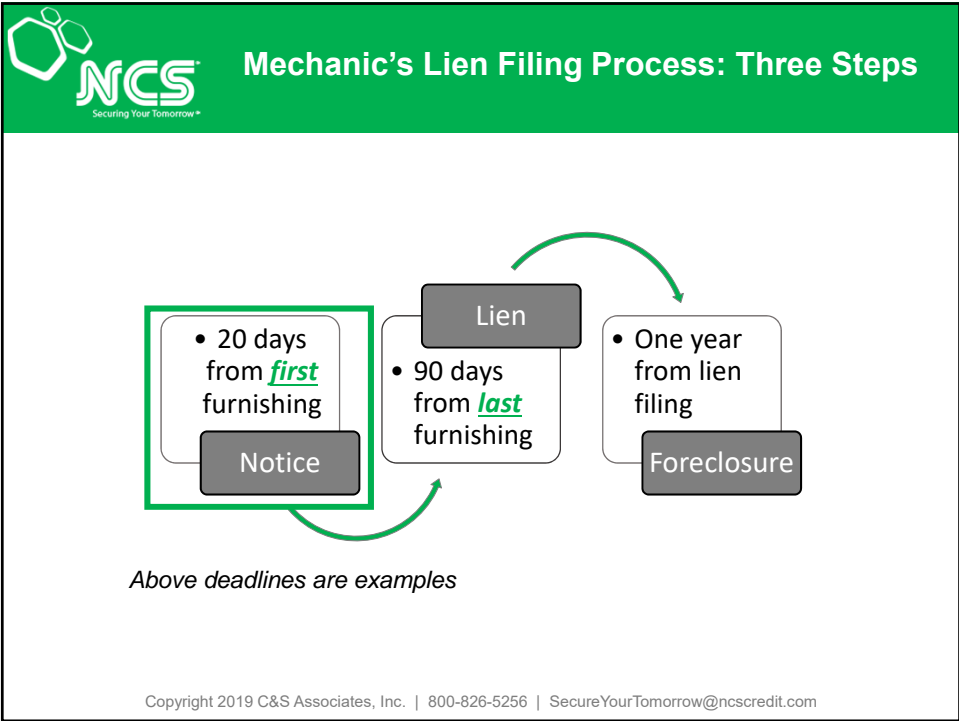 NCS
Securing Your Tomorrow℠
Mechanic's Lien Filing Process: Three Steps
• 20 days
from first
furnishing
Notice
Lien
• 90 days
from last
furnishing
• One year
from lien
filing
Foreclosure
Above deadlines are examples
Copyright 2019 C&S Associates, Inc. | 800-826-5256 | SecureYourTomorrow@ncscredit.com